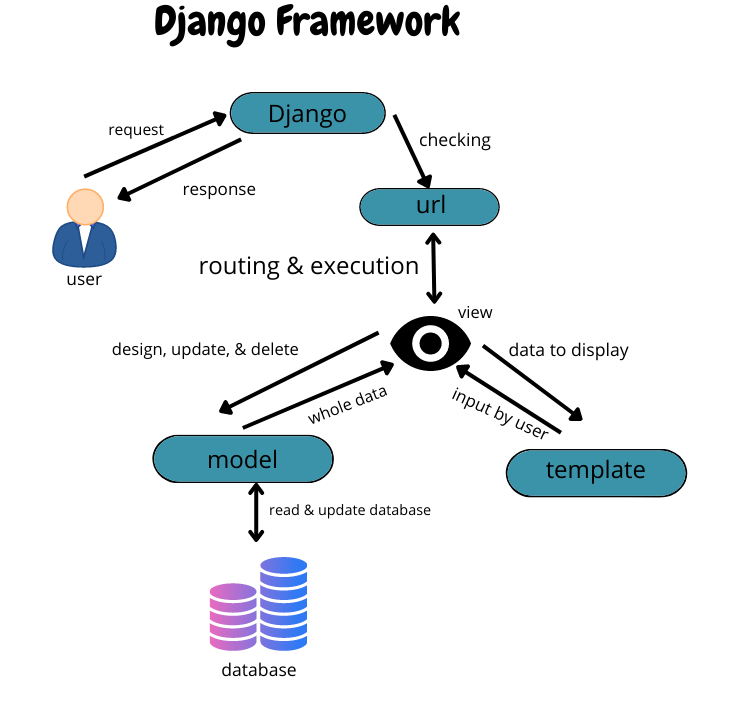 Django Framework
Django
request
checking
response
url
routing & execution
user
view
design, update, & delete
data to display
whole data
input by user
model
template
read & update database
database